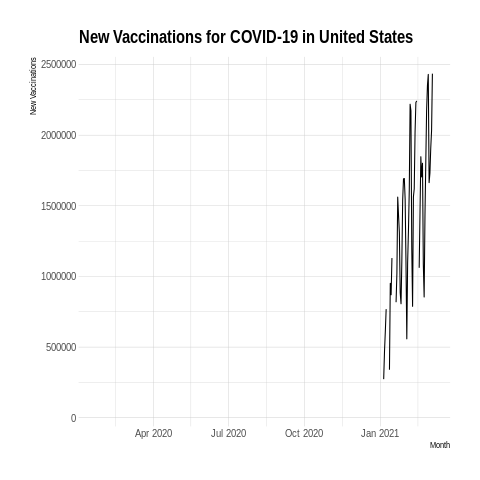 New Vaccinations for COVID-19 in United States
New Vaccinations
2500000
2000000
1500000
1000000
500000
0
Apr 2020
Jul 2020
Oct 2020
Jan 2021
Month